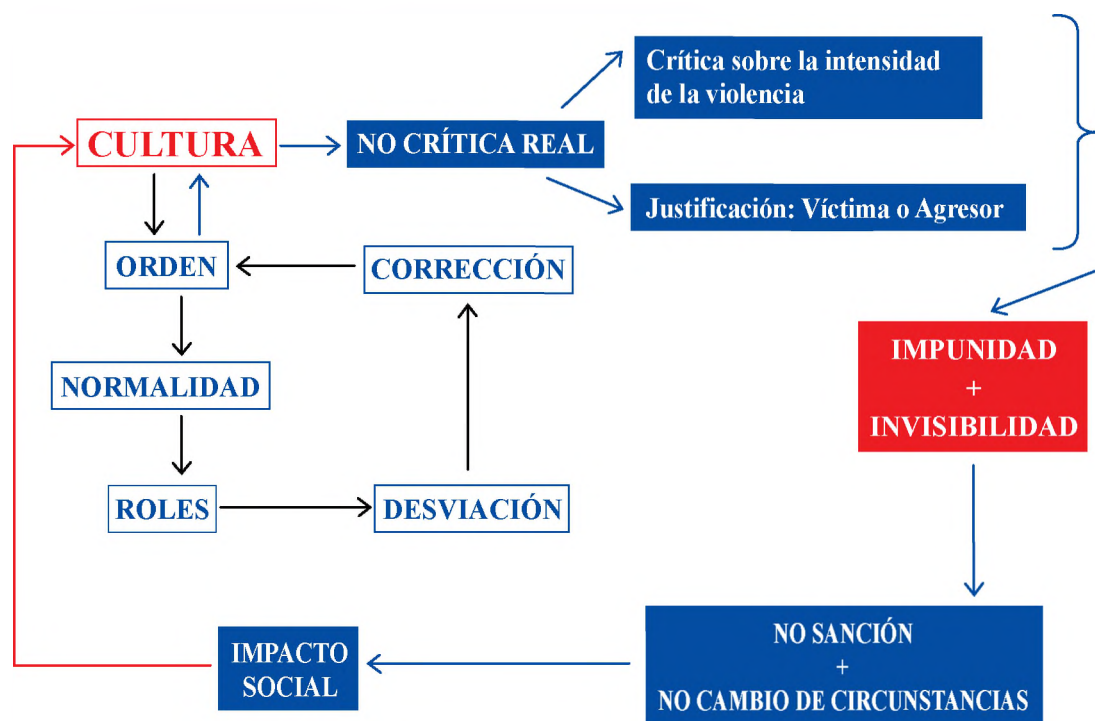 Crítica sobre la intensidad
de la violencia
CULTURA
NO CRÍTICA REAL
Justificación: Víctima o Agresor
ORDEN
CORRECCIÓN
IMPUNIDAD
+
INVISIBILIDAD
NORMALIDAD
ROLES
DESVIACIÓN
NO SANCIÓN
+
NO CAMBIO DE CIRCUNSTANCIAS
IMPACTO
SOCIAL